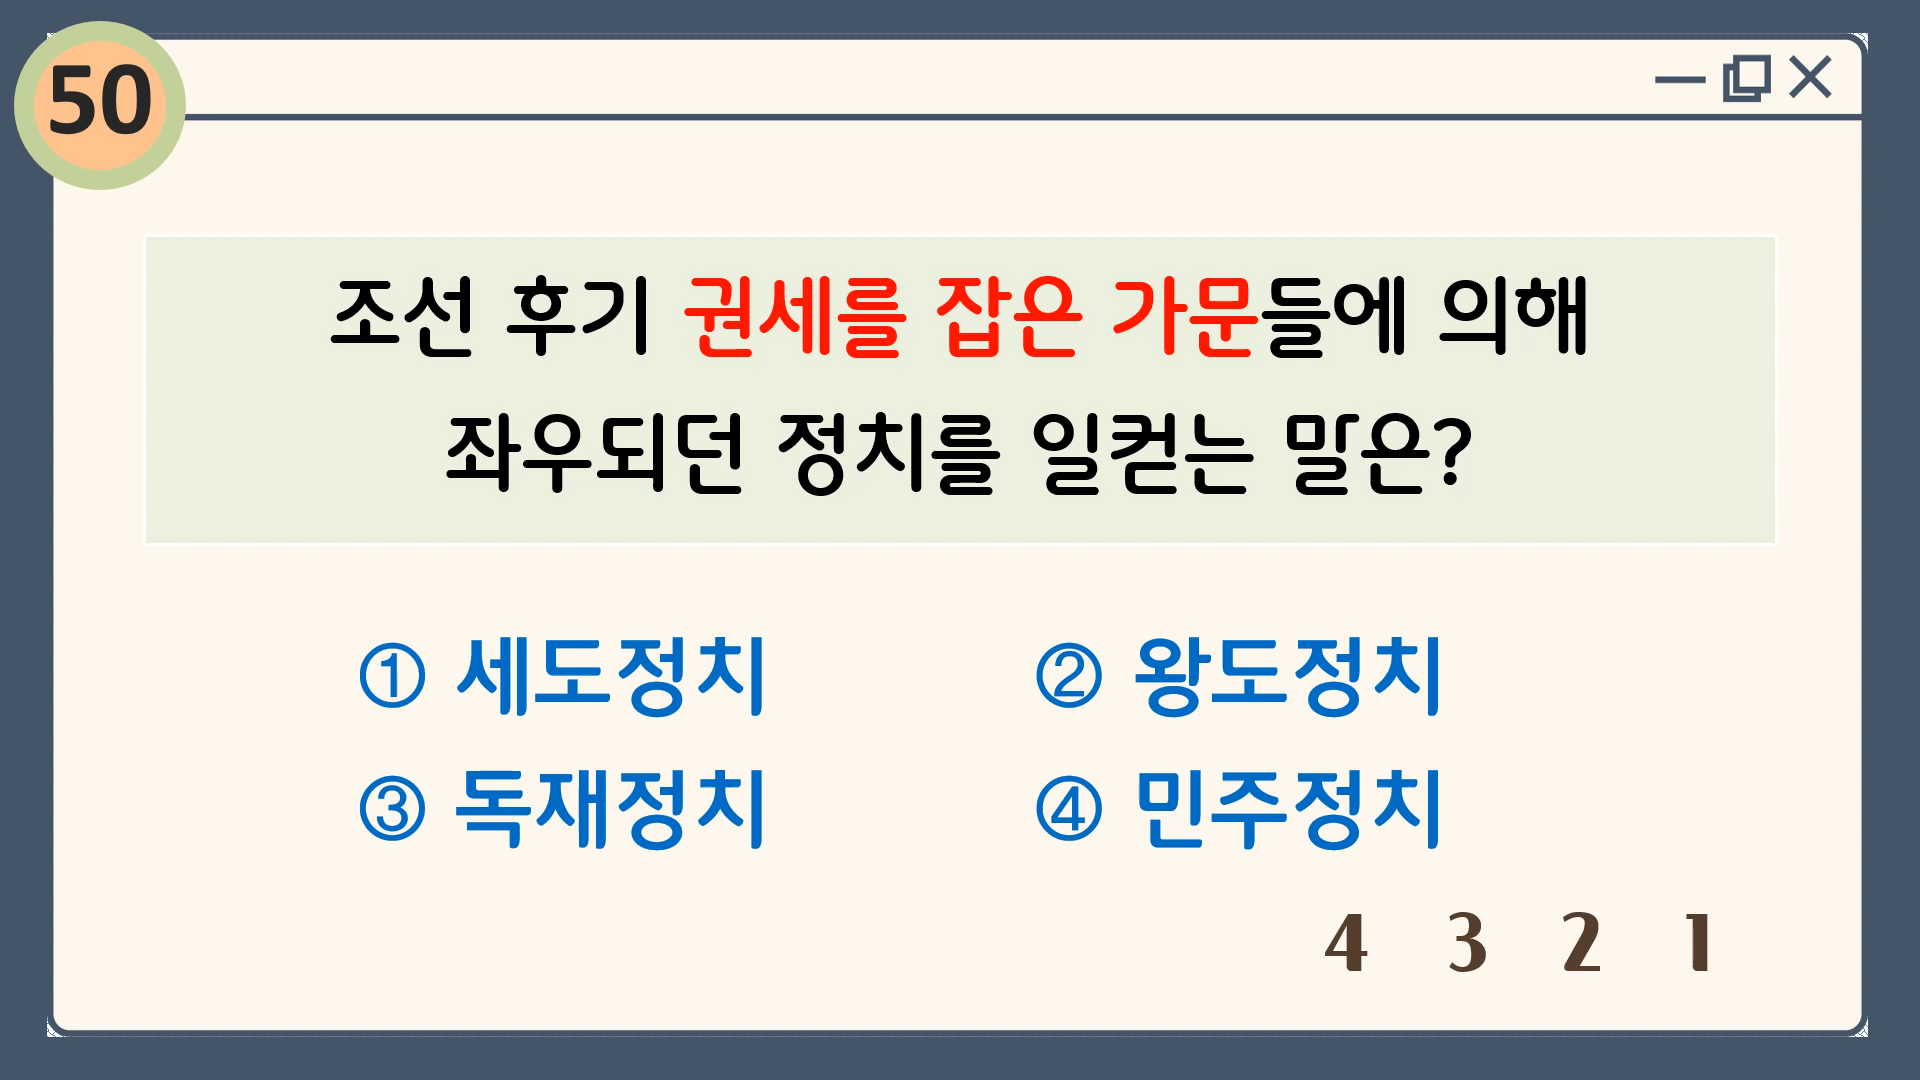 50
조선 후기 권세를 잡은 가문들에 의해
좌우되던 정치를 일컫는 말은?
① 세도정치 ② 왕도정치
③ 독재정치 ④ 민주정치
4 3 2 1